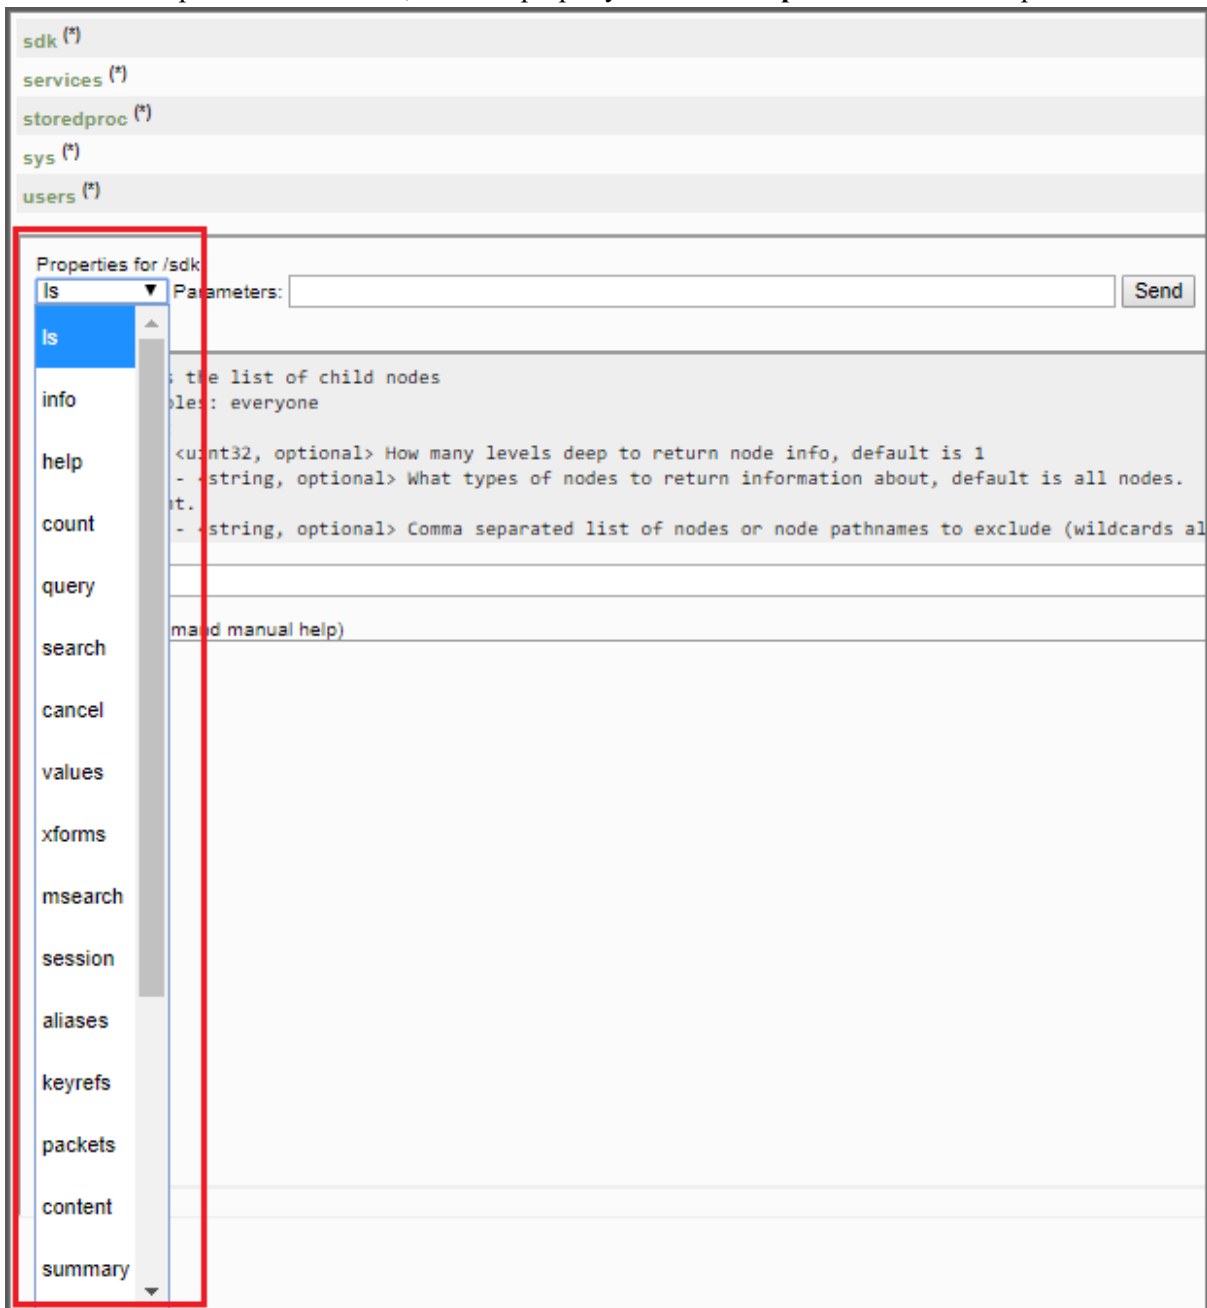 sdk (*)
services (*)
storedproc (*)
sys (*)
users (*)
Properties for /sdk
ls ▼ Parameters: Send
ls
the list of child nodes
info
everyone
<uint32, optional> How many levels deep to return node info, default is 1
help
- <string, optional> What types of nodes to return information about, default is all nodes.
count
- <string, optional> Comma separated list of nodes or node pathnames to exclude (wildcards al
query
manual help)
search
cancel
values
xforms
msearch
session
aliases
keyrefs
packets
content
summary